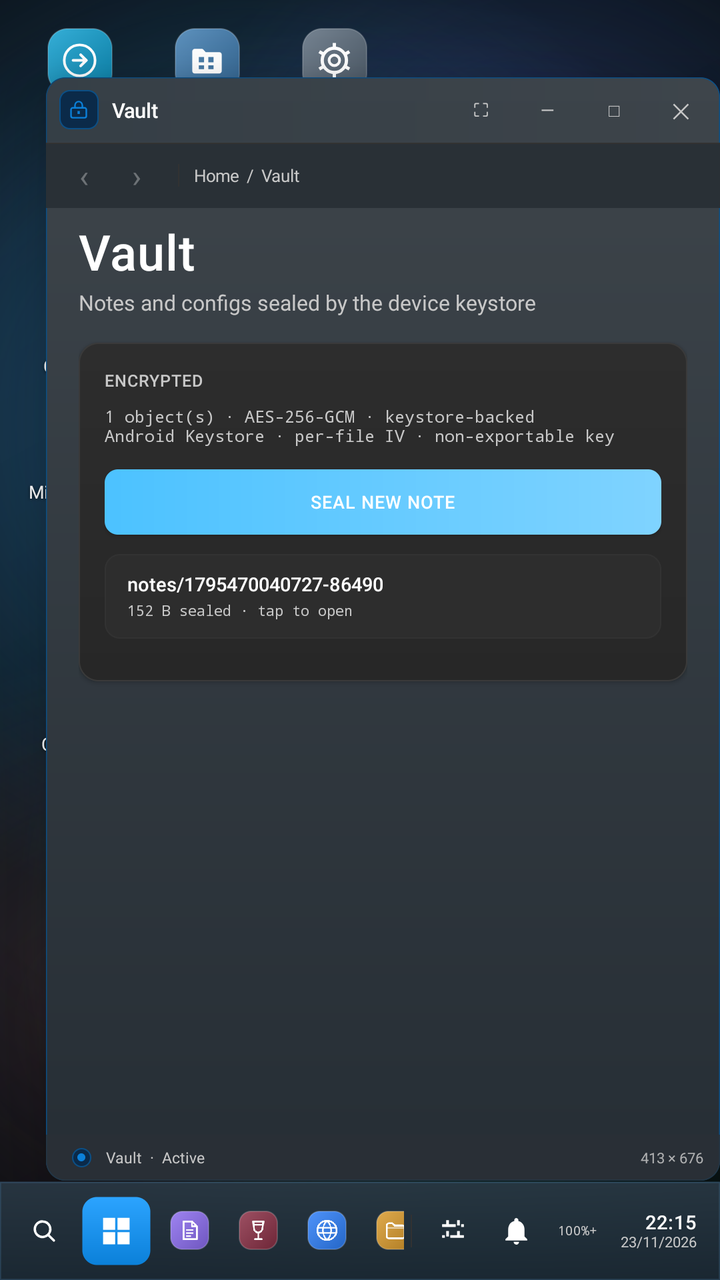 Vault
Home / Vault
Vault
Notes and configs sealed by the device keystore
ENCRYPTED
1 object(s) · AES-256-GCM · keystore-backed
Android Keystore · per-file IV · non-exportable key
SEAL NEW NOTE
notes/1795470040727-86490
152 B sealed · tap to open
Mi
Vault · Active
413 × 676
100%+
22:15
23/11/2026